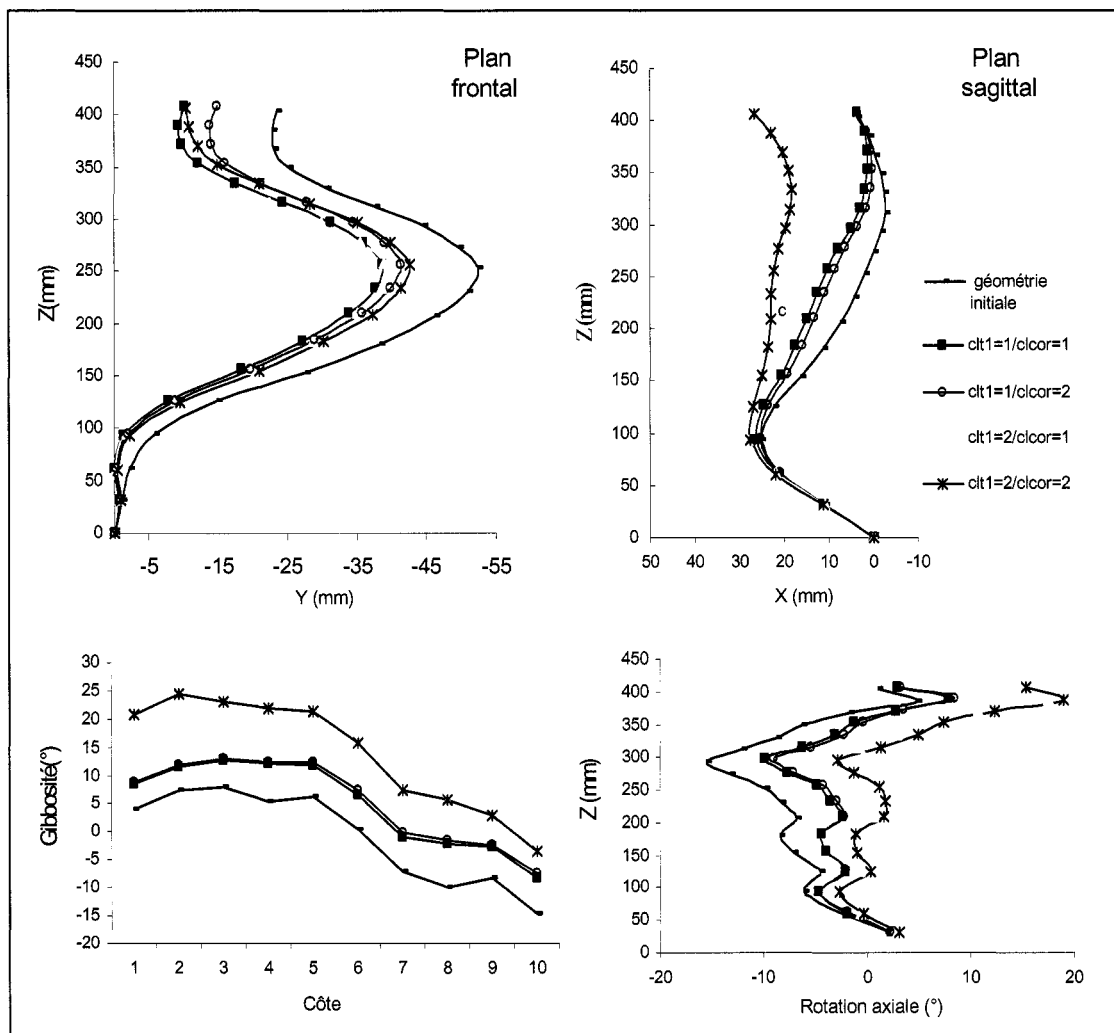 Plan
frontal
450
400
350
300
250
200
150
100
50
0
Z(mm)
-5 -15 -25 -35 -45 -55
Y (mm)
Plan
sagittal
450
400
350
300
250
200
150
100
50
0
Z (mm)
50 40 30 20 10 0 -10
X (mm)
c
géométrie
initiale
clt1=1/clcor=1
clt1=1/clcor=2
clt1=2/clcor=1
clt1=2/clcor=2
30
25
20
15
10
5
0
-5
-10
-15
-20
Gibbosité(°)
1 2 3 4 5 6 7 8 9 10
Côte
450
400
350
300
250
200
150
100
50
0
Z (mm)
-20 -10 0 10 20
Rotation axiale (°)